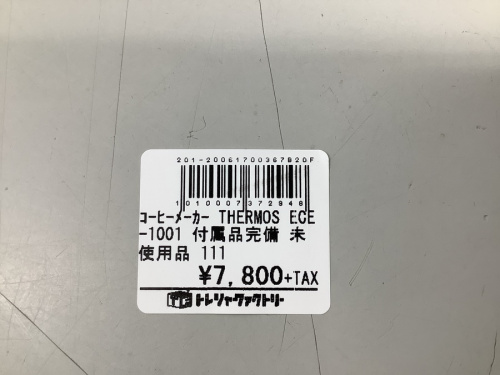 201-20061700367820F
1010007372848
コーヒーメーカー THERMOS ECE
-1001 付属品完備 未
使用品 111
¥7,800+TAX
トレジャーファクトリー